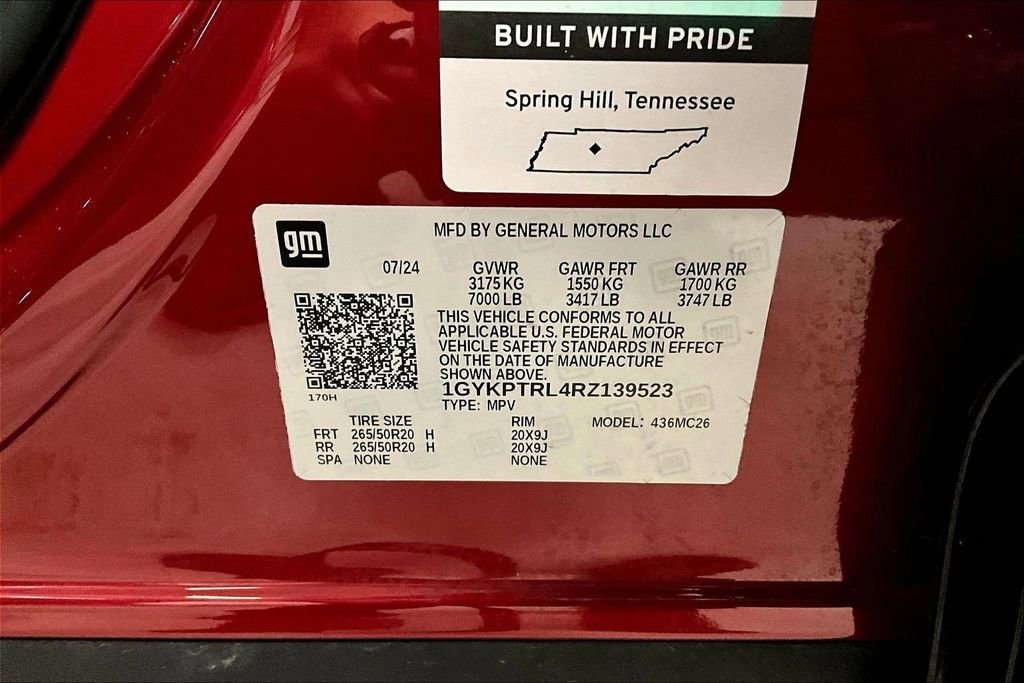 BUILT WITH PRIDE
Spring Hill, Tennessee
gm
MFD BY GENERAL MOTORS LLC
07/24 GVWR GAWR FRT GAWR RR
3175 KG 1550 KG 1700 KG
7000 LB 3417 LB 3747 LB
THIS VEHICLE CONFORMS TO ALL
APPLICABLE U.S. FEDERAL MOTOR
VEHICLE SAFETY STANDARDS IN EFFECT
ON THE DATE OF MANUFACTURE
SHOWN ABOVE.
1GYKPTRL4RZ139523
170H
TYPE: MPV
TIRE SIZE RIM MODEL: 436MC26
FRT 265/50R20 H 20X9J
RR 265/50R20 H 20X9J
SPA NONE NONE